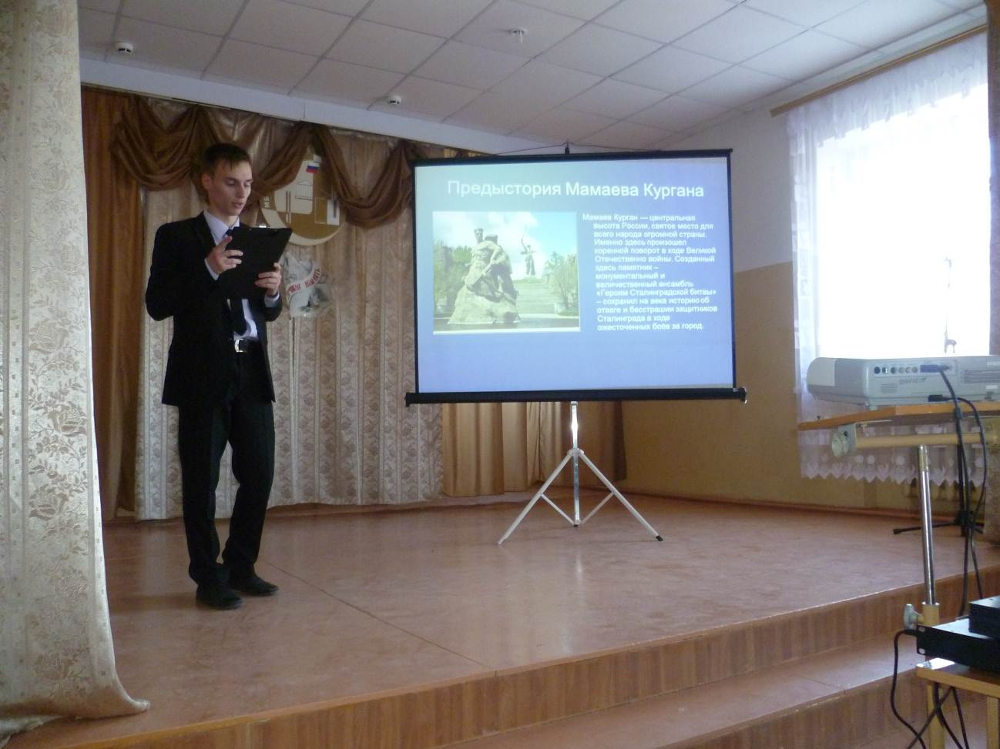 Предыстория Мамаева Кургана
Мамаев Курган — центральная
высота России, святое место для
всего народа огромной страны.
Именно здесь произошел
коренной поворот в ходе Великой
Отечественно войны. Созданный
здесь памятник –
монументальный и
величественный ансамбль
«Героям Сталинградской битвы»
– сохранил на века историю об
отваге и бесстрашии защитников
Сталинграда в ходе
ожесточенных боёв за город.